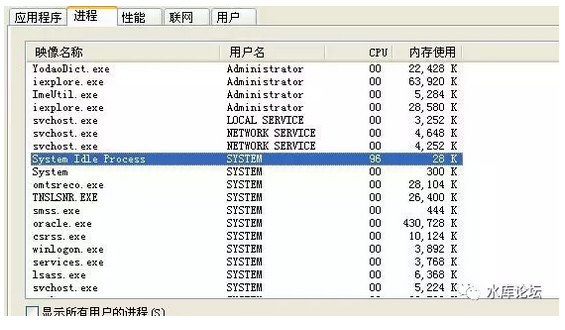 应用程序 进程 性能 联网 用户
映像名称 用户名 CPU 内存使用
YodaoDict.exe Administrator 00 22,428 K
iexplore.exe Administrator 00 63,920 K
ImeUtil.exe Administrator 00 5,284 K
iexplore.exe Administrator 00 28,580 K
svchost.exe LOCAL SERVICE 00 3,252 K
svchost.exe NETWORK SERVICE 00 4,648 K
svchost.exe NETWORK SERVICE 00 4,252 K
System Idle Process SYSTEM 96 28 K
System SYSTEM 00 300 K
omtsreco.exe SYSTEM 00 28,104 K
TNSLSNR.EXE SYSTEM 00 26,400 K
smss.exe SYSTEM 00 444 K
oracle.exe SYSTEM 00 430,728 K
csrss.exe SYSTEM 00 10,124 K
winlogon.exe SYSTEM 00 3,892 K
services.exe SYSTEM 00 3,768 K
lsass.exe SYSTEM 00 6,368 K
svchost.exe SYSTEM 00 5,224 K
显示所有用户的进程(S)
水库论坛